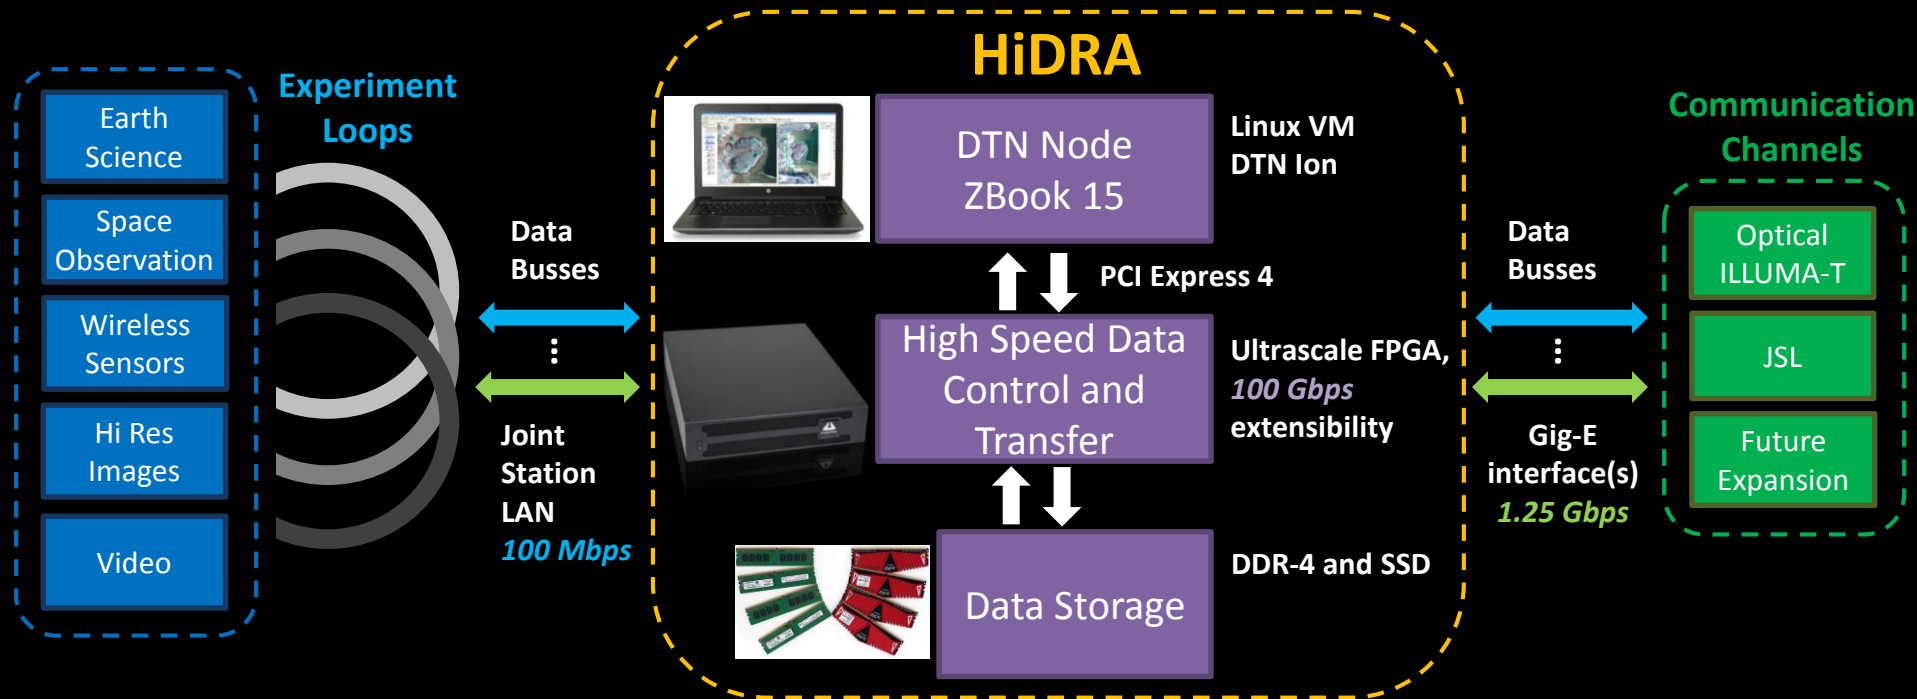 HiDRA
Experiment
Loops
Earth
Science
Space
Observation
Wireless
Sensors
Hi Res
Images
Video
Data
Busses
Joint
Station
LAN
100 Mbps
DTN Node
ZBook 15
Linux VM
DTN Ion
PCI Express 4
High Speed Data
Control and
Transfer
Ultrascale FPGA,
100 Gbps
extensibility
Data Storage
DDR-4 and SSD
Data
Busses
Gig-E
interface(s)
1.25 Gbps
Communication
Channels
Optical
ILLUMA-T
JSL
Future
Expansion